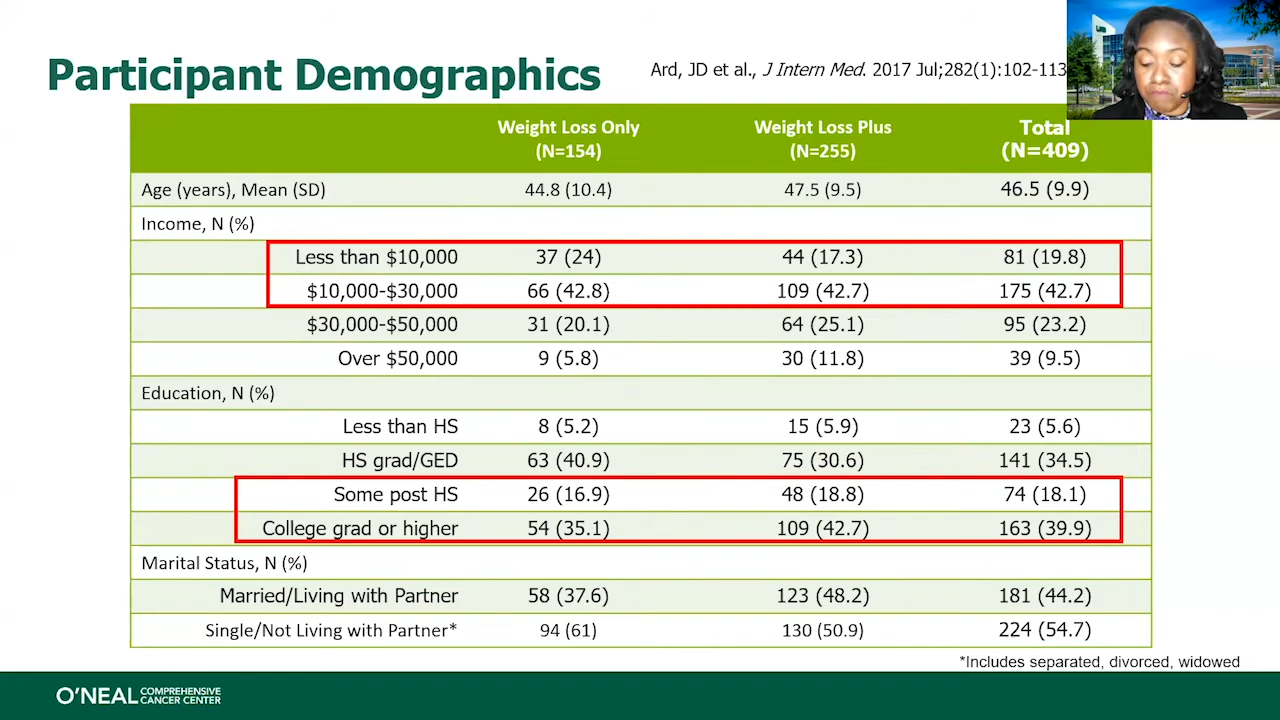 Participant Demographics
Ard, JD et al., J Intern Med. 2017 Jul;282(1):102-113
Weight Loss Only (N=154) Weight Loss Plus (N=255) Total (N=409)
Age (years), Mean (SD) 44.8 (10.4) 47.5 (9.5) 46.5 (9.9)
Income, N (%)
Less than $10,000 37 (24) 44 (17.3) 81 (19.8)
$10,000-$30,000 66 (42.8) 109 (42.7) 175 (42.7)
$30,000-$50,000 31 (20.1) 64 (25.1) 95 (23.2)
Over $50,000 9 (5.8) 30 (11.8) 39 (9.5)
Education, N (%)
Less than HS 8 (5.2) 15 (5.9) 23 (5.6)
HS grad/GED 63 (40.9) 75 (30.6) 141 (34.5)
Some post HS 26 (16.9) 48 (18.8) 74 (18.1)
College grad or higher 54 (35.1) 109 (42.7) 163 (39.9)
Marital Status, N (%)
Married/Living with Partner 58 (37.6) 123 (48.2) 181 (44.2)
Single/Not Living with Partner* 94 (61) 130 (50.9) 224 (54.7)
*Includes separated, divorced, widowed
O'NEAL COMPREHENSIVE CANCER CENTER